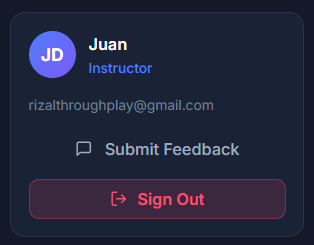 JD
Juan
Instructor
rizalthroughplay@gmail.com
Submit Feedback
Sign Out